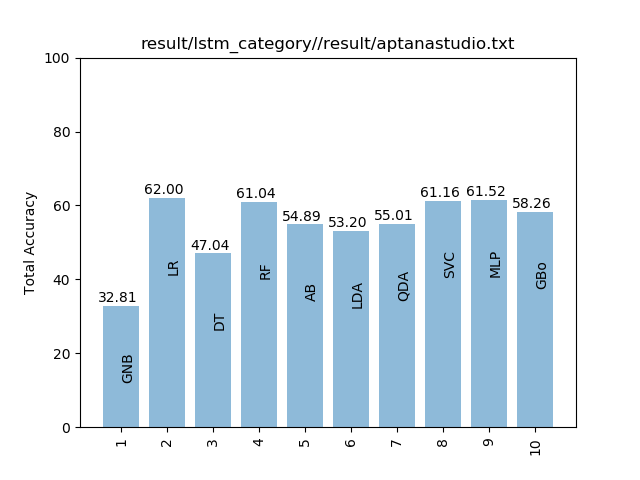 result/lstm_category//result/aptanastudio.txt
Total Accuracy
100
80
60
40
20
0
32.81
62.00
47.04
61.04
54.89
53.20
55.01
61.16
61.52
58.26
GNB
LR
DT
RF
AB
LDA
QDA
SVC
MLP
GBo
1
2
3
4
5
6
7
8
9
10